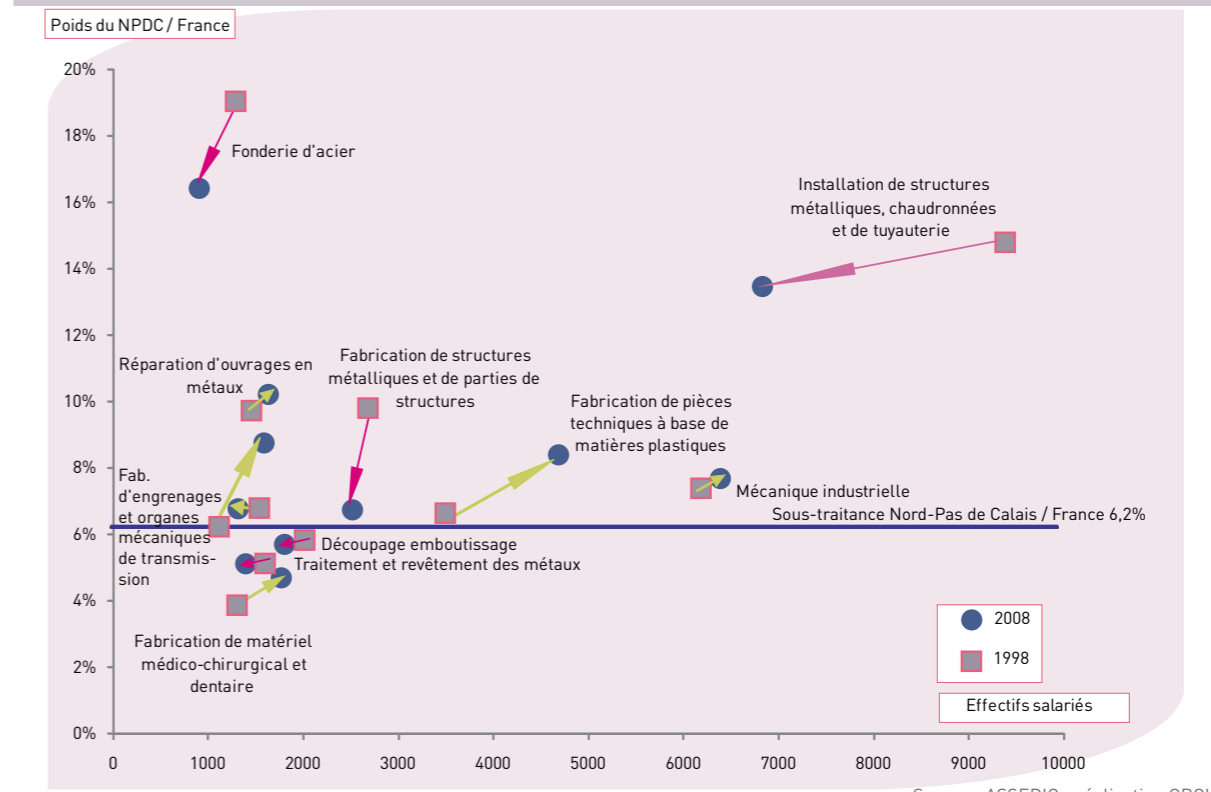 Poids du NPDC / France
20%
18%
16%
14%
12%
10%
8%
6%
4%
2%
0%
Fonderie d'acier
Installation de structures
métalliques, chaudronnées
et de tuyauterie
Réparation d'ouvrages en
métaux
Fabrication de structures
métalliques et de parties de
structures
Fabrication de pièces
techniques à base de
matières plastiques
Fab.
d'engrenages
et organes
mécaniques
de transmis-
sion
Mécanique industrielle
Sous-traitance Nord-Pas de Calais / France 6,2%
Découpage emboutissage
Traitement et revêtement des métaux
Fabrication de matériel
médico-chirurgical et
dentaire
2008
1998
Effectifs salariés
0 1000 2000 3000 4000 5000 6000 7000 8000 9000 10000